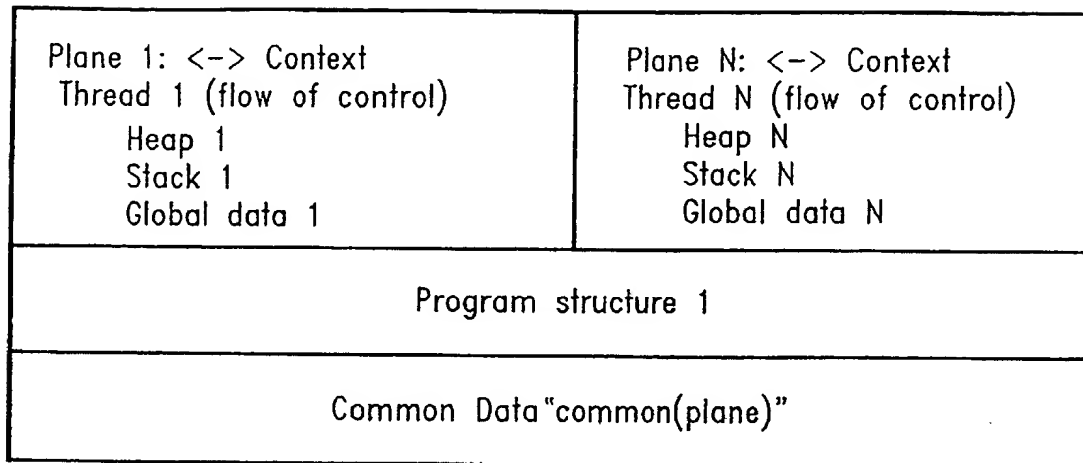 Plane 1: <-> Context
Thread 1 (flow of control)
Heap 1
Stack 1
Global data 1
Plane N: <-> Context
Thread N (flow of control)
Heap N
Stack N
Global data N
Program structure 1
Common Data"common(plane)"